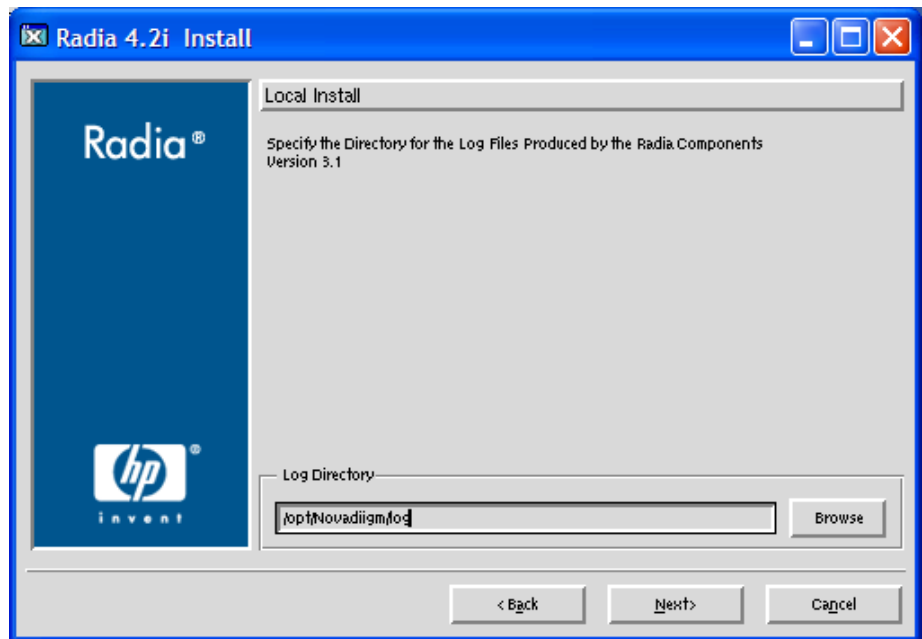 Radia 4.2i Install
Radia®
Local Install
Specify the Directory for the Log Files Produced by the Radia Components
Version 3.1
hp®
invent
Log Directory
/opt/Novadiigm/log
Browse
< Back
Next>
Cancel